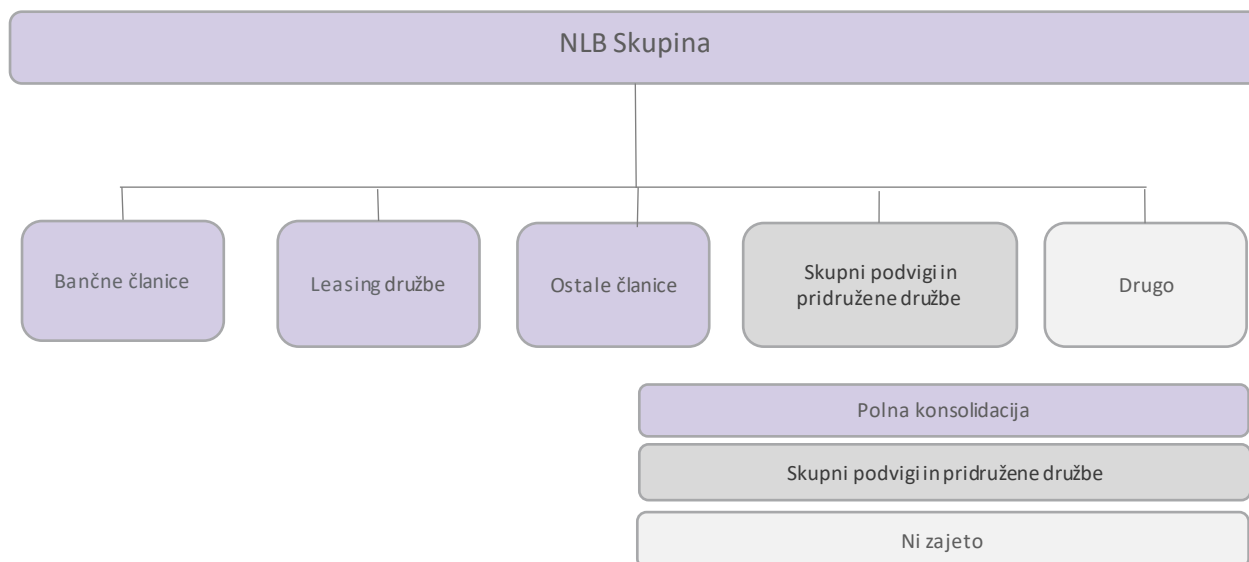 NLB Skupina
Bančne članice
Leasing družbe
Ostale članice
Skupni podvigi in
pridružene družbe
Drugo
Polna konsolidacija
Skupni podvigi in pridružene družbe
Ni zajeto